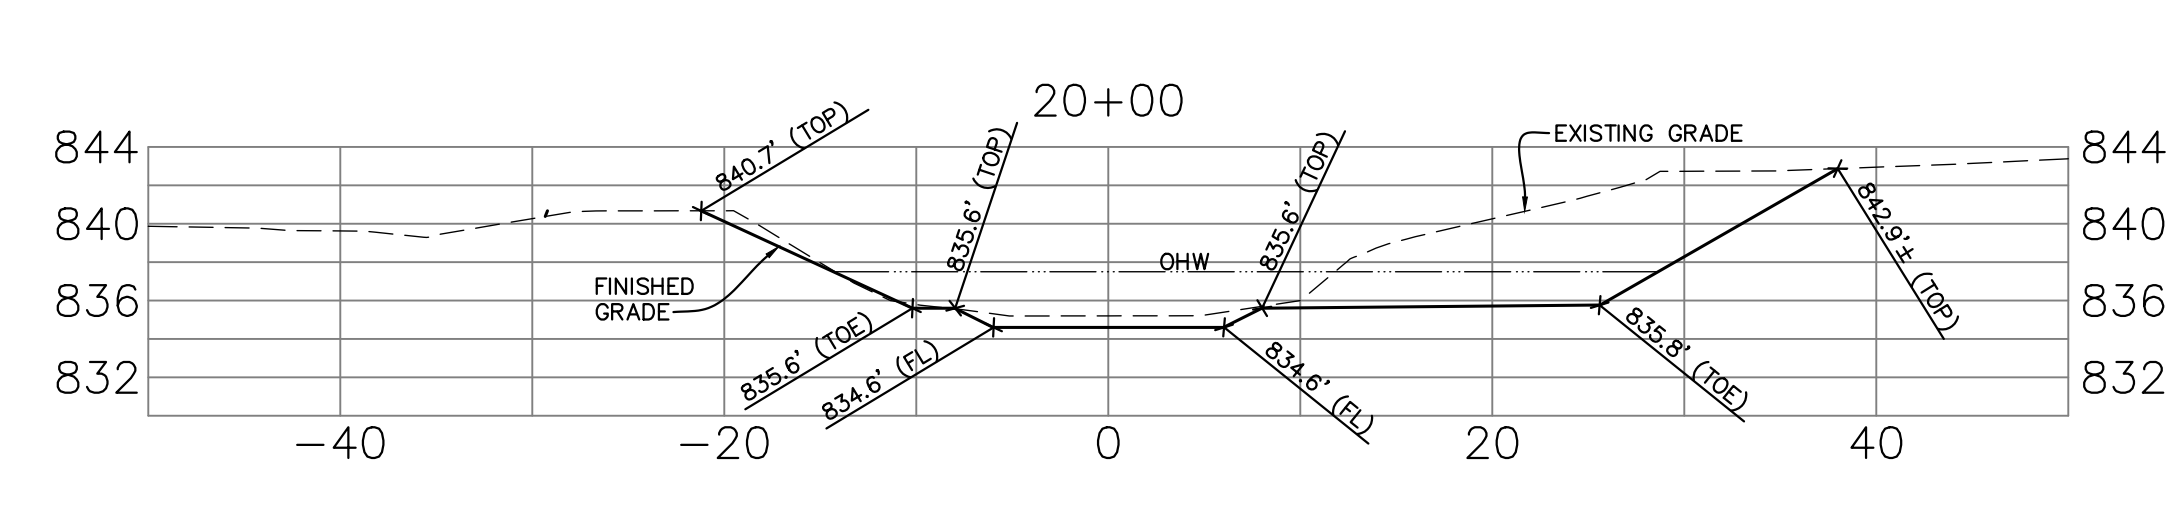 20+00
844
840
836
832
840.7' (TOP)
835.6' (TOP)
835.6' (TOP)
EXISTING GRADE
844
840
836
832
OHW
842.9'± (TOP)
FINISHED
GRADE
835.6' (TOE)
834.6' (FL)
834.6' (FL)
835.8' (TOE)
-40
-20
0
20
40